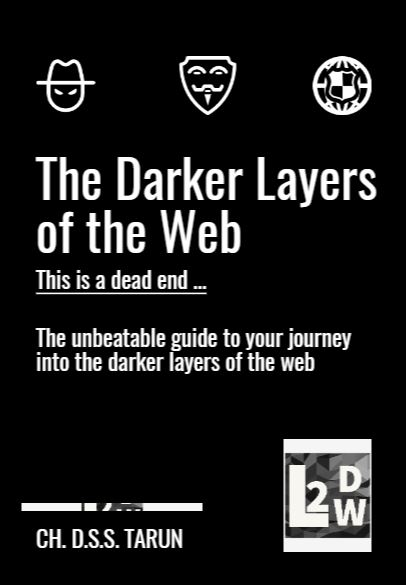 The Darker Layers
of the Web
This is a dead end ...
The unbeatable guide to your journey
into the darker layers of the web
L2DW
CH. D.S.S. TARUN